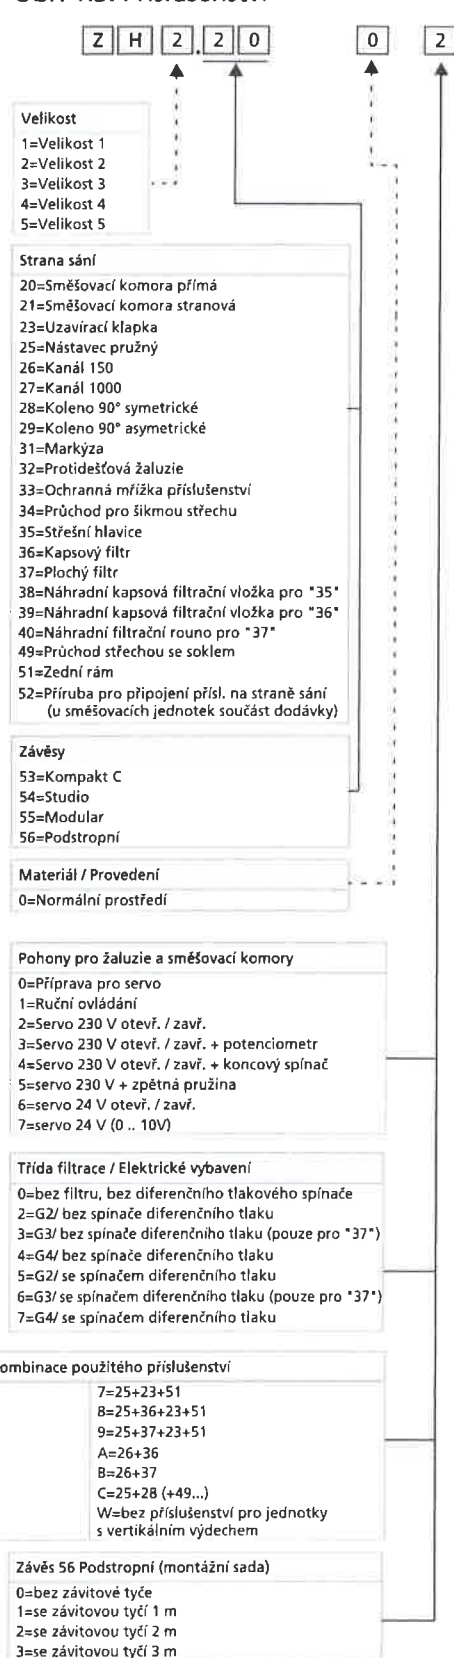 ZH2.20 0 2
Velikost
1=Velikost 1
2=Velikost 2
3=Velikost 3
4=Velikost 4
5=Velikost 5
Strana sání
20=Směšovací komora přímá
21=Směšovací komora stranová
23=Uzavírací klapka
25=Nástavec pružný
26=Kanál 150
27=Kanál 1000
28=Koleno 90° symetrické
29=Koleno 90° asymetrické
31=Markýza
32=Protidešťová žaluzie
33=Ochranná mřížka příslušenství
34=Průchod pro šikmou střechu
35=Střešní hlavice
36=Kapsový filtr
37=Plochý filtr
38=Náhradní kapsová filtrační vložka pro "35"
39=Náhradní kapsová filtrační vložka pro "36"
40=Náhradní filtrační rouno pro "37"
49=Průchod střechou se soklem
51=Zední rám
52=Příruba pro připojení přísl. na straně sání
(u směšovacích jednotek součást dodávky)
Závěsy
53=Kompakt C
54=Studio
55=Modular
56=Podstropní
Materiál / Provedení
0=Normální prostředí
Pohony pro žaluzie a směšovací komory
0=Příprava pro servo
1=Ruční ovládání
2=Servo 230 V otevř. / zavř.
3=Servo 230 V otevř. / zavř. + potenciometr
4=Servo 230 V otevř. / zavř. + koncový spínač
5=servo 230 V + zpětná pružina
6=servo 24 V otevř. / zavř.
7=servo 24 V (0 .. 10V)
Třída filtrace / Elektrické vybavení
0=bez filtru, bez diferenčního tlakového spínače
2=G2/ bez spínače diferenčního tlaku
3=G3/ bez spínače diferenčního tlaku (pouze pro "37")
4=G4/ bez spínače diferenčního tlaku
5=G2/ se spínačem diferenčního tlaku
6=G3/ se spínačem diferenčního tlaku (pouze pro "37")
7=G4/ se spínačem diferenčního tlaku
ombinace použitého příslušenství
7=25+23+51
8=25+36+23+51
9=25+37+23+51
A=26+36
B=26+37
C=25+28 (+49...)
W=bez příslušenství pro jednotky
s vertikálním výdechem
Závěs 56 Podstropní (montážní sada)
0=bez závitové tyče
1=se závitovou tyčí 1 m
2=se závitovou tyčí 2 m
3=se závitovou tyčí 3 m